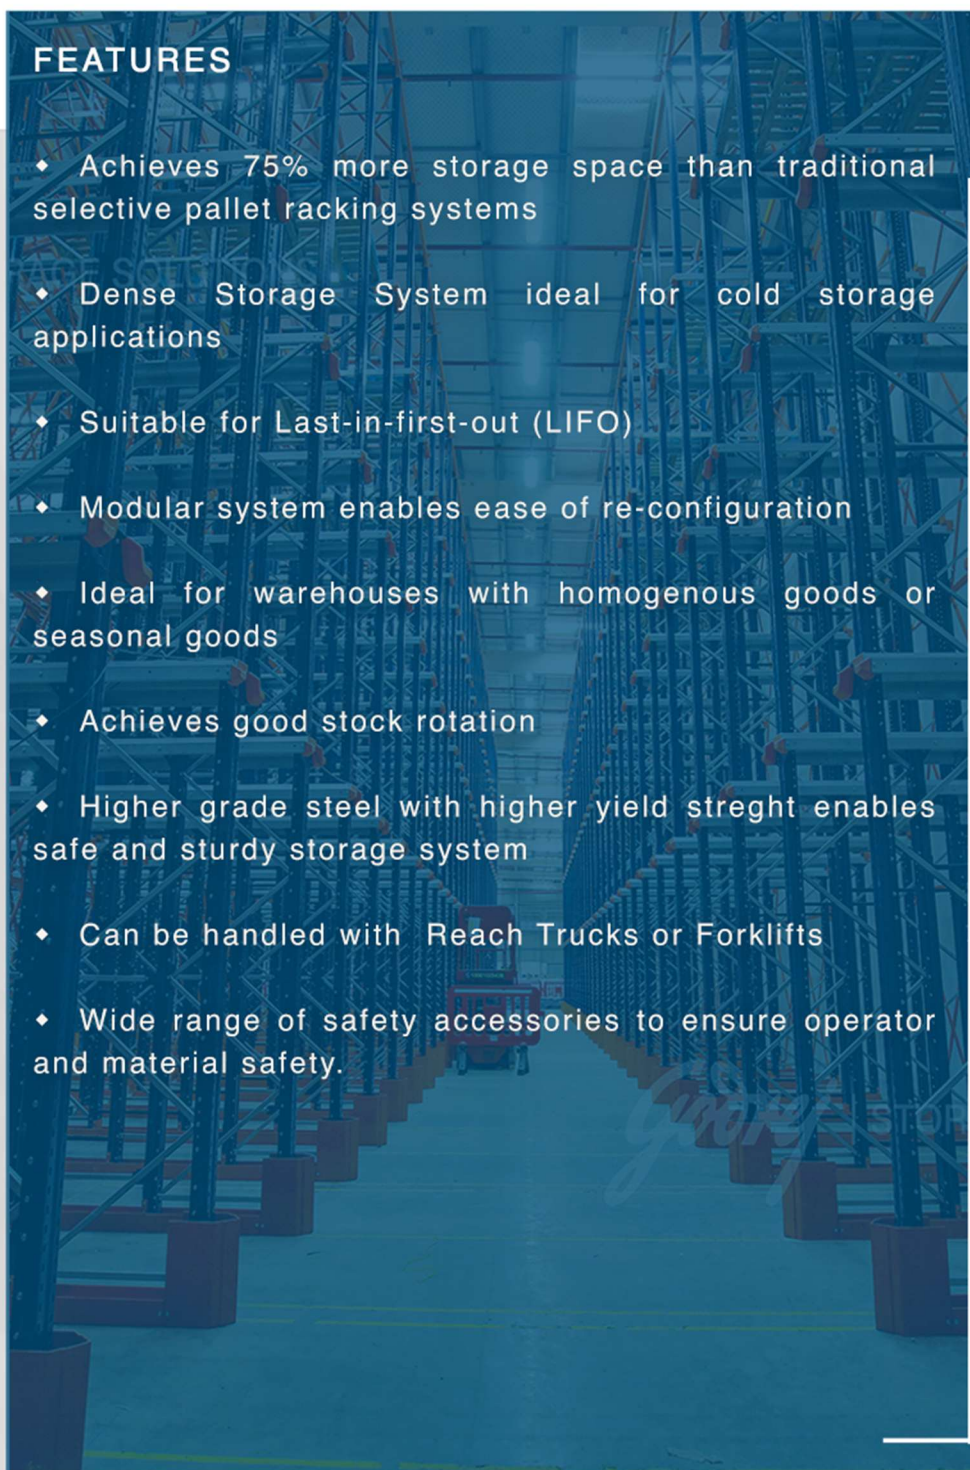 FEATURES
◆ Achieves 75% more storage space than traditional
selective pallet racking systems
◆ Dense Storage System ideal for cold storage
applications
◆ Suitable for Last-in-first-out (LIFO)
◆ Modular system enables ease of re-configuration
◆ Ideal for warehouses with homogenous goods or
seasonal goods
◆ Achieves good stock rotation
◆ Higher grade steel with higher yield streght enables
safe and sturdy storage system
◆ Can be handled with Reach Trucks or Forklifts
◆ Wide range of safety accessories to ensure operator
and material safety.